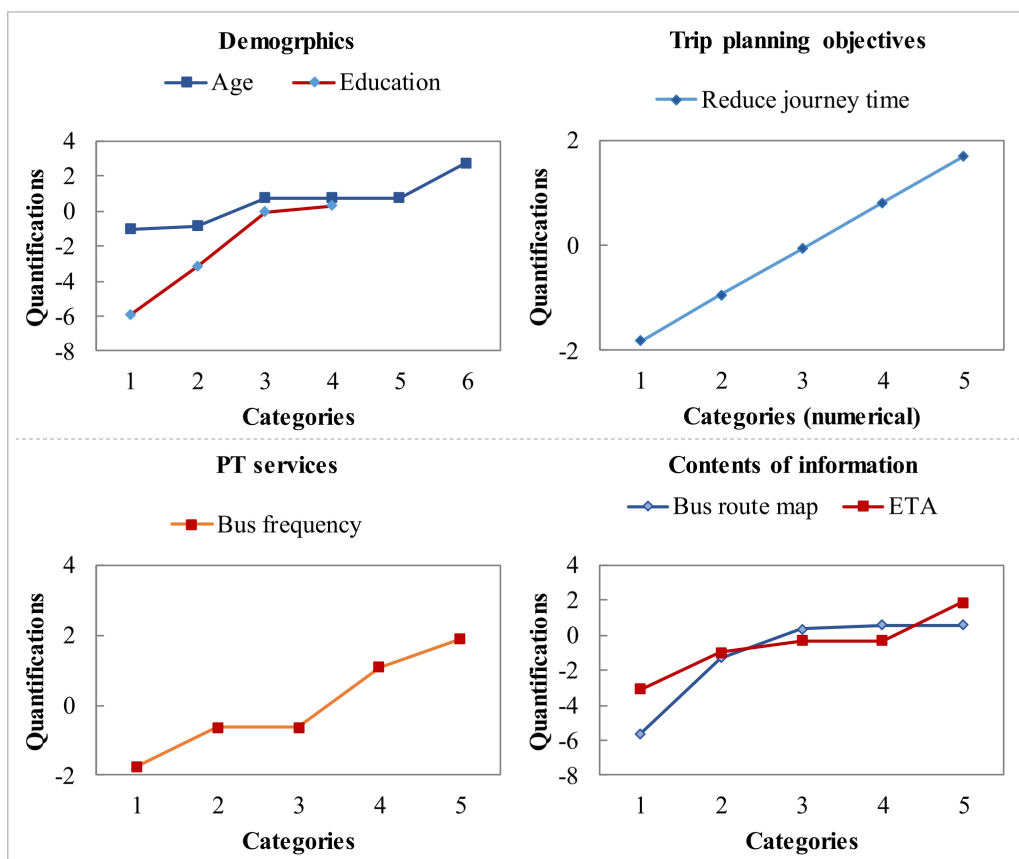 Demogrphics
Age Education
4
2
0
-2
-4
-6
-8
Quantifications
1 2 3 4 5 6
Categories
Trip planning objectives
Reduce journey time
2
0
-2
Quantifications
1 2 3 4 5
Categories (numerical)
PT services
Bus frequency
4
2
0
-2
Quantifications
1 2 3 4 5
Categories
Contents of information
Bus route map ETA
4
2
0
-2
-4
-6
-8
Quantifications
1 2 3 4 5
Categories